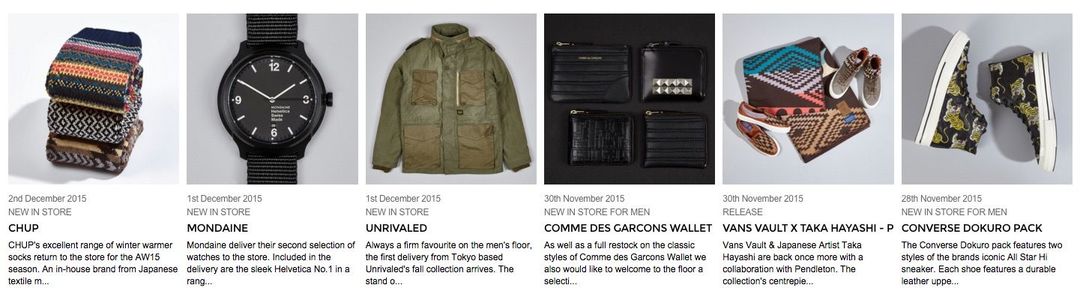 12
9
3
6
MONDAINE
Helvetica
Swiss
Made
2nd December 2015
NEW IN STORE
CHUP
CHUP's excellent range of winter warmer
socks return to the store for the AW15
season. An in-house brand from Japanese
textile m...
1st December 2015
NEW IN STORE
MONDAINE
Mondaine deliver their second selection of
watches to the store. Included in the
delivery are the sleek Helvetica No.1 in a
rang...
1st December 2015
NEW IN STORE
UNRIVALED
Always a firm favourite on the men's floor,
the first delivery from Tokyo based
Unrivaled's fall collection arrives. The
stand o...
30th November 2015
NEW IN STORE FOR MEN
COMME DES GARCONS WALLET
As well as a full restock on the classic
styles of Comme des Garcons Wallet we
also would like to welcome to the floor a
selecti...
30th November 2015
RELEASE
VANS VAULT X TAKA HAYASHI - P
Vans Vault & Japanese Artist Taka
Hayashi are back once more with a
collaboration with Pendleton. The
collection's centrepie...
28th November 2015
NEW IN STORE FOR MEN
CONVERSE DOKURO PACK
The Converse Dokuro pack features two
styles of the brands iconic All Star Hi
sneaker. Each shoe features a durable
leather uppe...